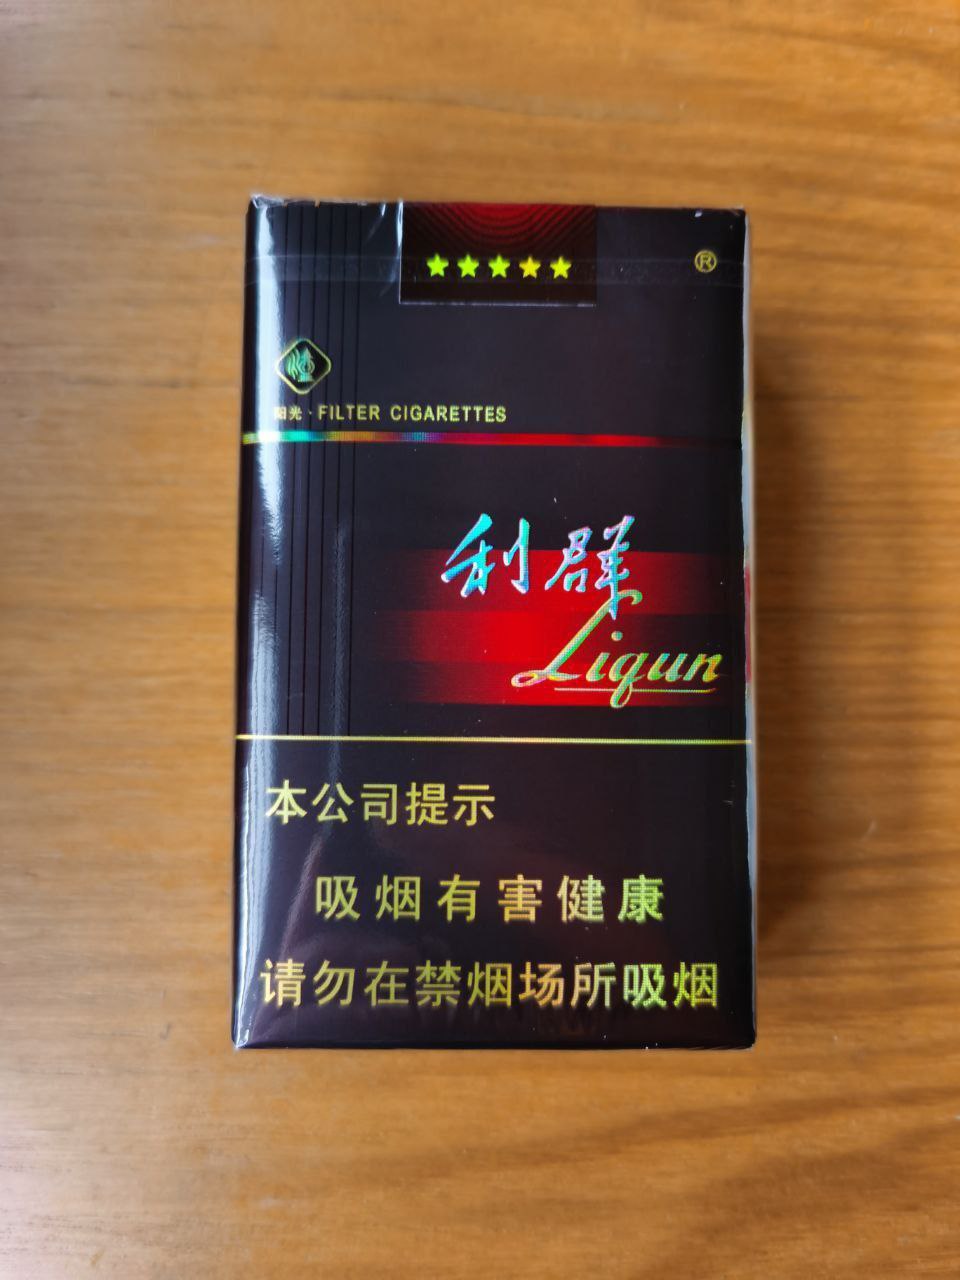 ★★★★★
®
阳光·FILTER CIGARETTES
利群
Liqun
本公司提示
吸烟有害健康
请勿在禁烟场所吸烟